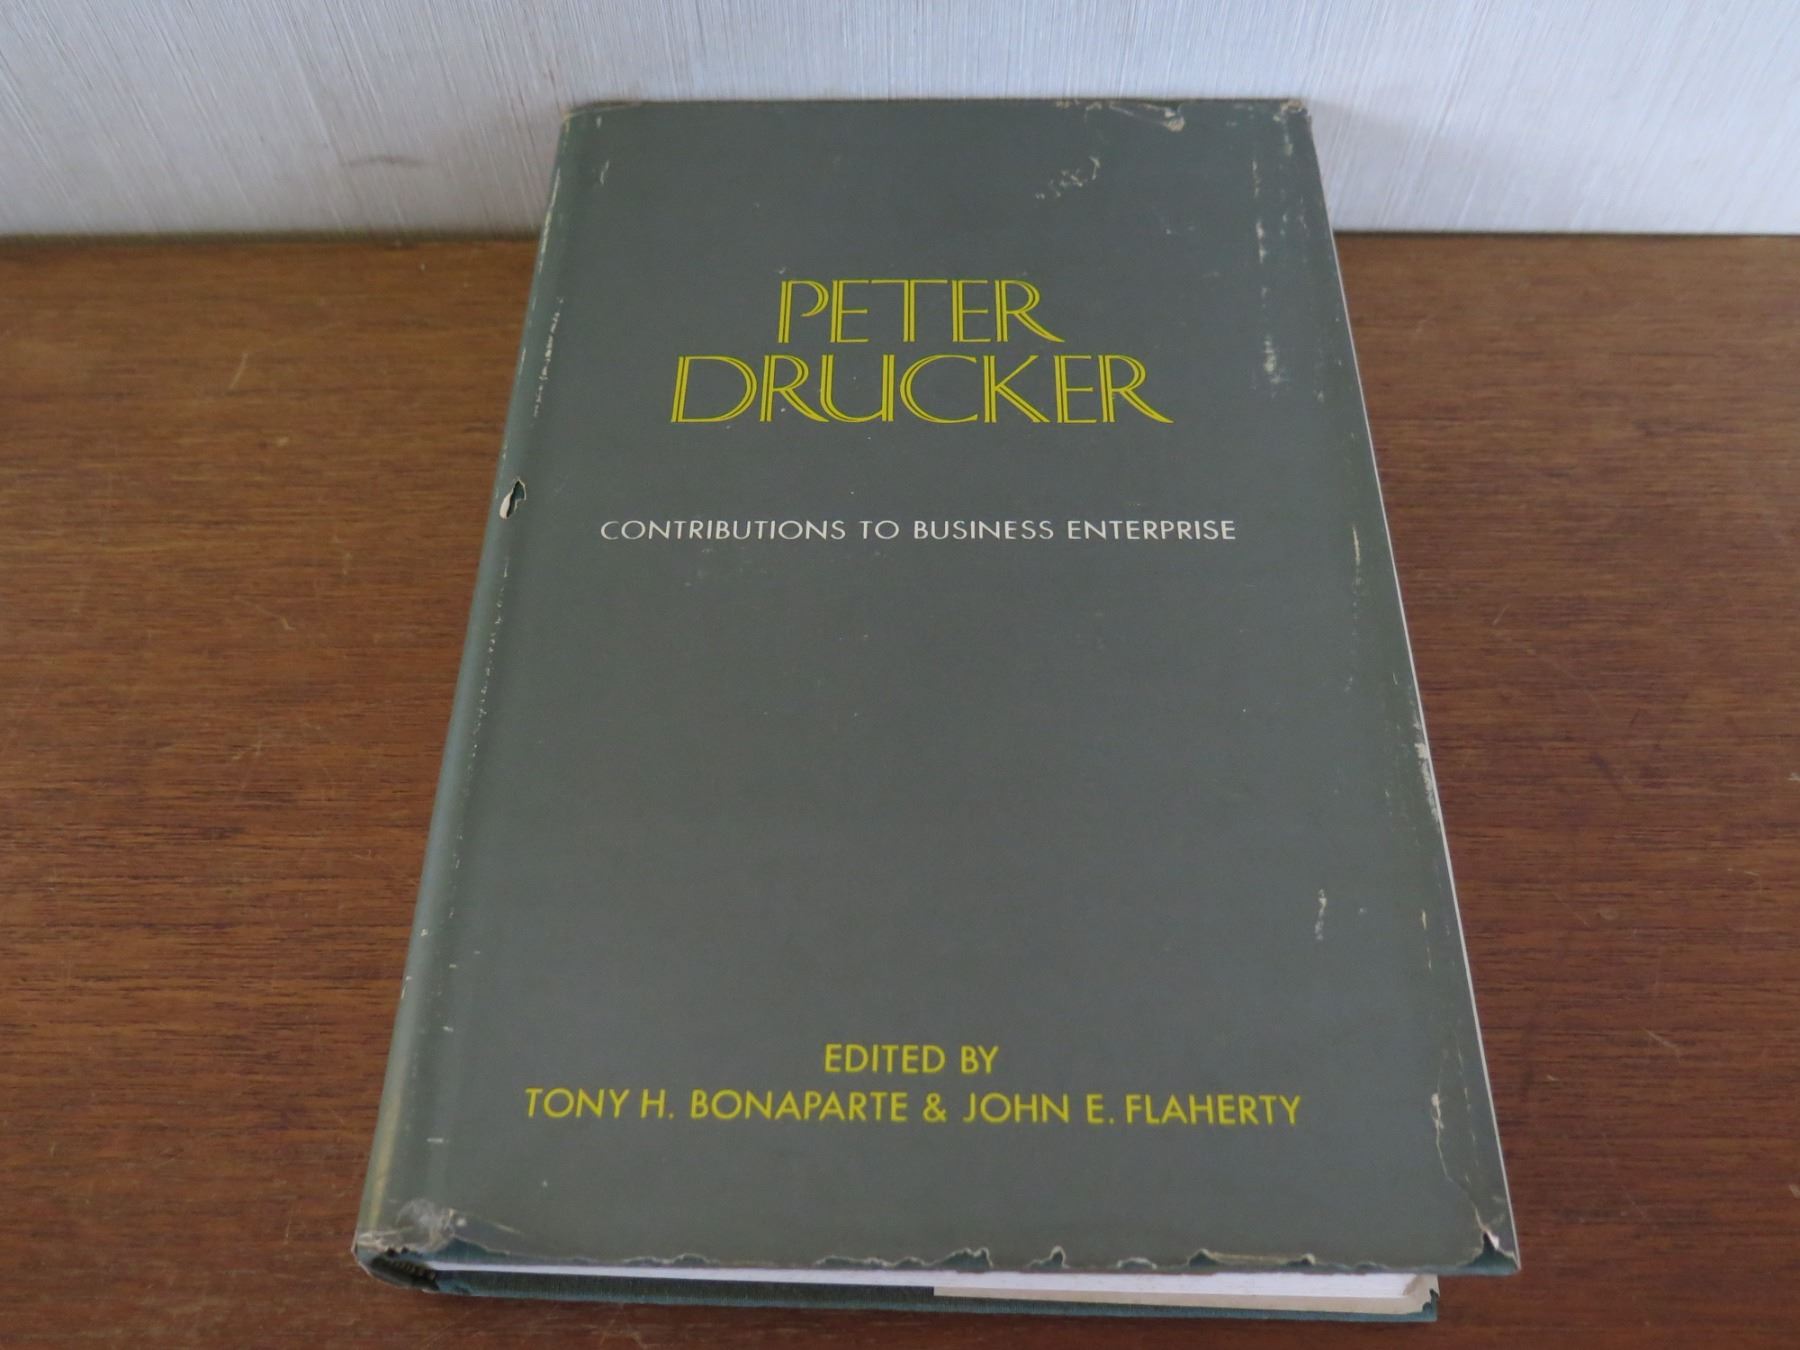 PETER
DRUCKER
CONTRIBUTIONS TO BUSINESS ENTERPRISE
EDITED BY
TONY H. BONAPARTE & JOHN E. FLAHERTY